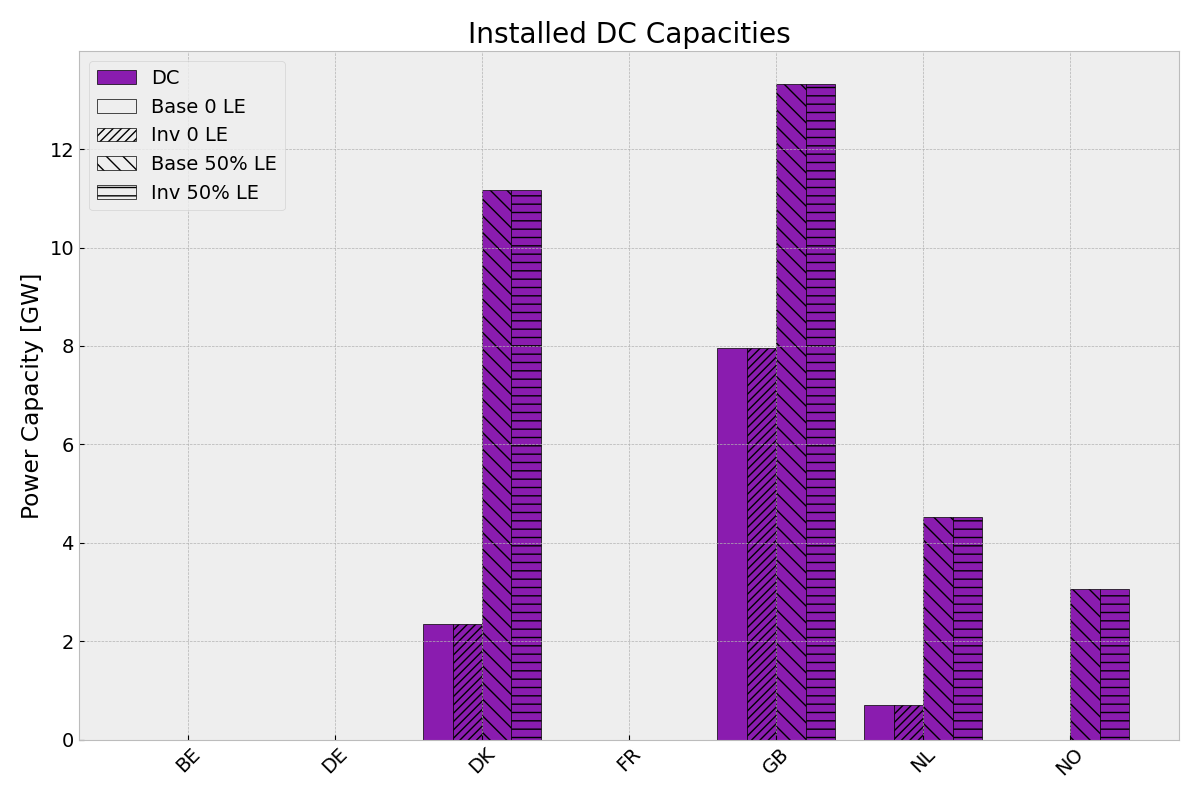 Installed DC Capacities
DC
Base 0 LE
Inv 0 LE
Base 50% LE
Inv 50% LE
Power Capacity [GW]
12
10
8
6
4
2
0
BE
DE
DK
FR
GB
NL
NO